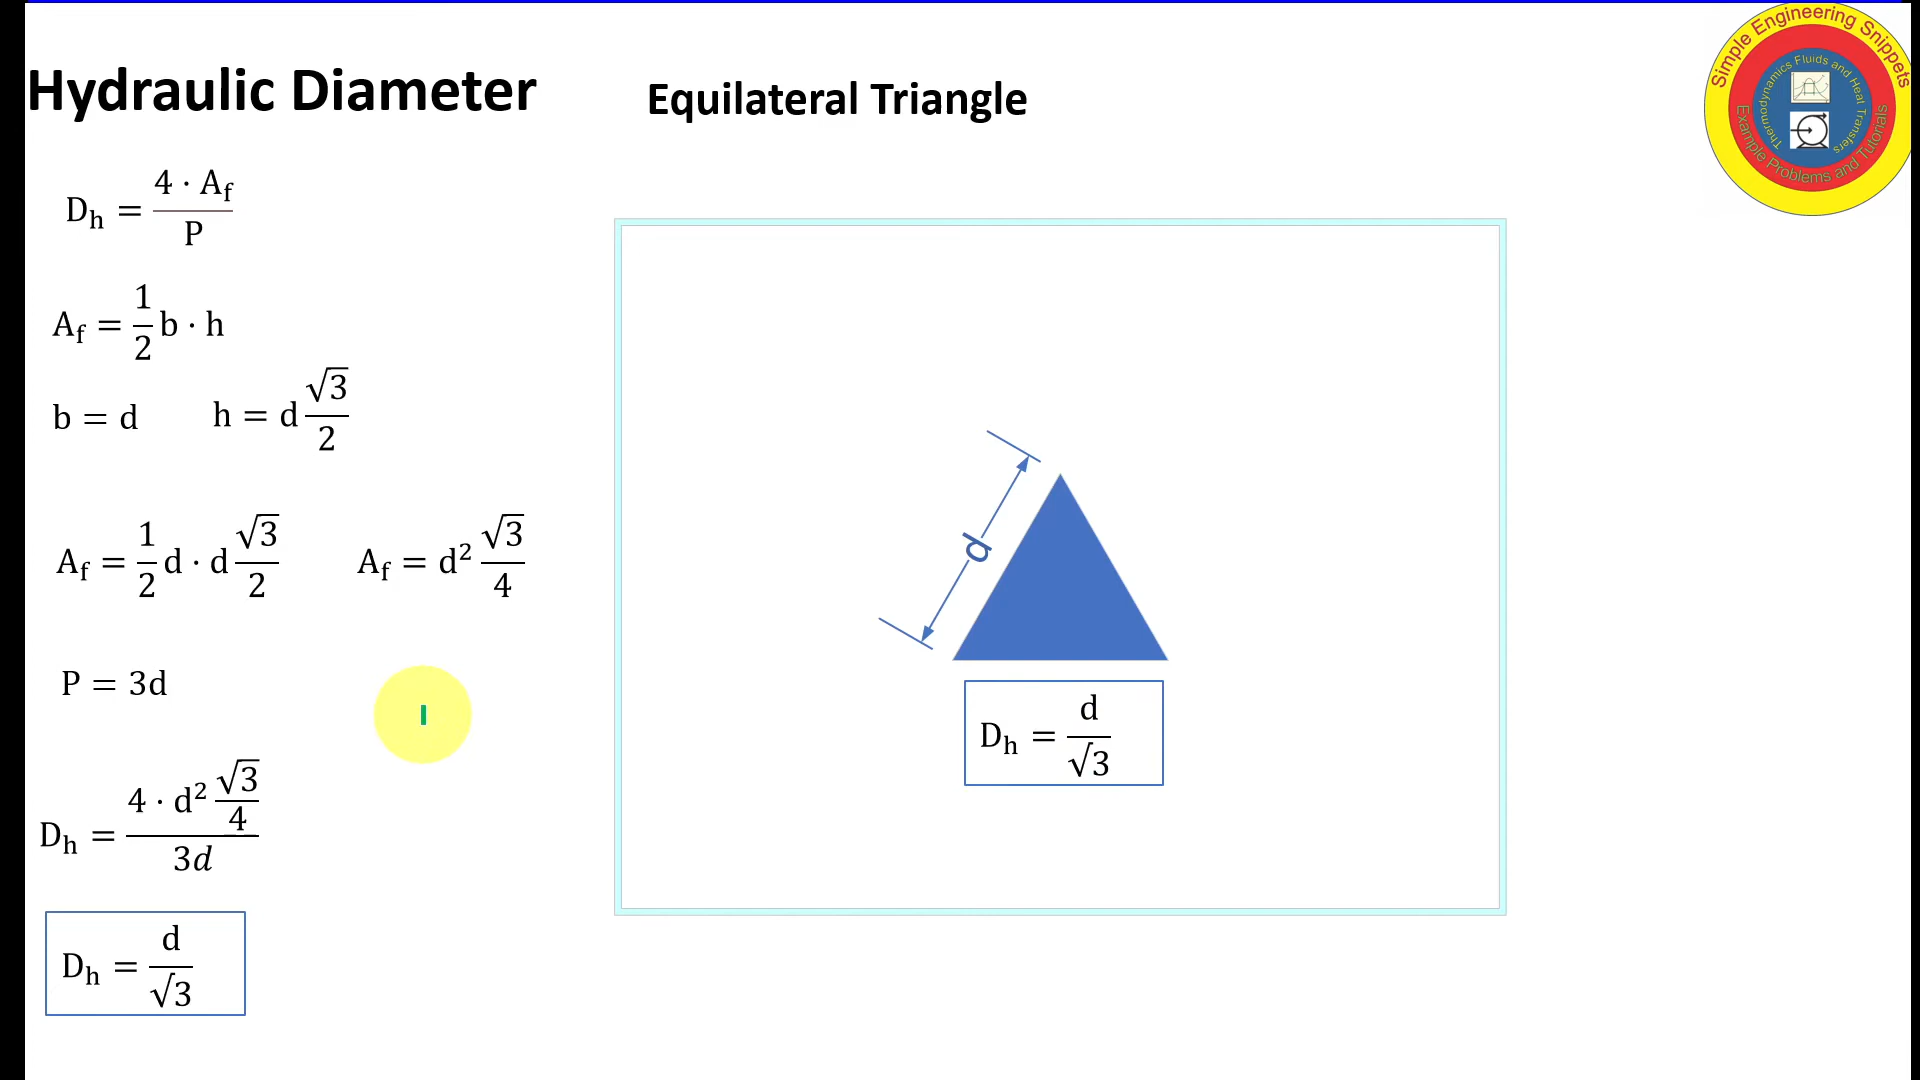 Hydraulic Diameter
Equilateral Triangle
Simple Engineering Snippets
Example Problems and Tutorials
Thermodynamics Fluids and Heat Transfers
D_h = (4 · A_f)/P
A_f = 1/2 b · h
b = d    h = d √3/2
A_f = 1/2 d · d √3/2    A_f = d² √3/4
P = 3d
D_h = (4 · d² √3/4)/3d
D_h = d/√3
d
D_h = d/√3